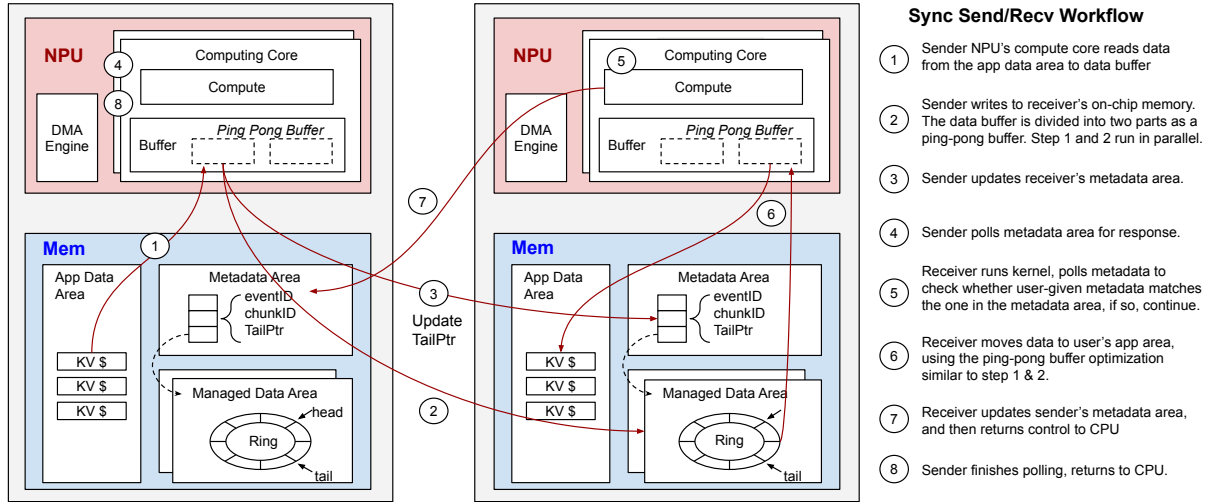 NPU
4
8
Computing Core
Compute
DMA
Engine
Ping Pong Buffer
Buffer
Mem
1
App Data
Area
KV $
KV $
KV $
Metadata Area
eventID
chunkID
TailPtr
Managed Data Area
head
Ring
tail
7
3
Update
TailPtr
2
NPU
5
Computing Core
Compute
DMA
Engine
Ping Pong Buffer
Buffer
6
Mem
App Data
Area
KV $
KV $
KV $
Metadata Area
eventID
chunkID
TailPtr
Managed Data Area
Ring
tail
Sync Send/Recv Workflow
1
Sender NPU's compute core reads data
from the app data area to data buffer
2
Sender writes to receiver's on-chip memory.
The data buffer is divided into two parts as a
ping-pong buffer. Step 1 and 2 run in parallel.
3
Sender updates receiver's metadata area.
4
Sender polls metadata area for response.
5
Receiver runs kernel, polls metadata to
check whether user-given metadata matches
the one in the metadata area, if so, continue.
6
Receiver moves data to user's app area,
using the ping-pong buffer optimization
similar to step 1 & 2.
7
Receiver updates sender's metadata area,
and then returns control to CPU
8
Sender finishes polling, returns to CPU.